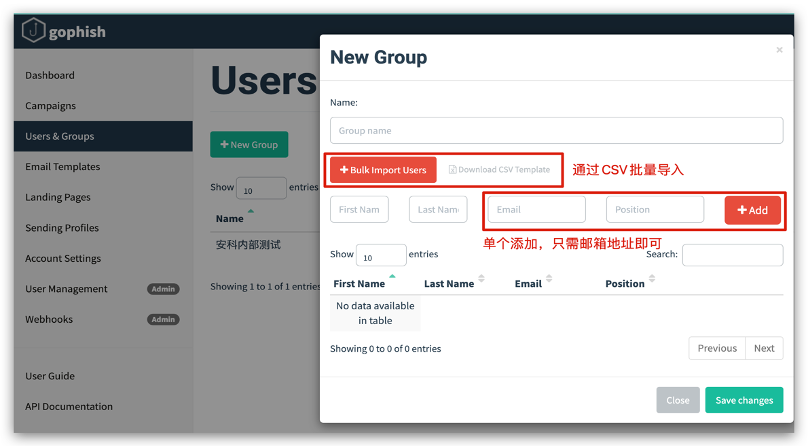 gophish
Dashboard
Campaigns
Users & Groups
Email Templates
Landing Pages
Sending Profiles
Account Settings
User Management Admin
Webhooks Admin
User Guide
API Documentation
Users
New Group
Show 10 entries
Name
安科内部测试
Showing 1 to 1 of 1 entries
New Group ×
Name:
Group name
Bulk Import Users Download CSV Template 通过CSV批量导入
First Nam Last Name Email Position Add
单个添加，只需邮箱地址即可
Show 10 entries Search:
First Name Last Name Email Position
No data available
in table
Showing 0 to 0 of 0 entries
Previous Next
Close Save changes